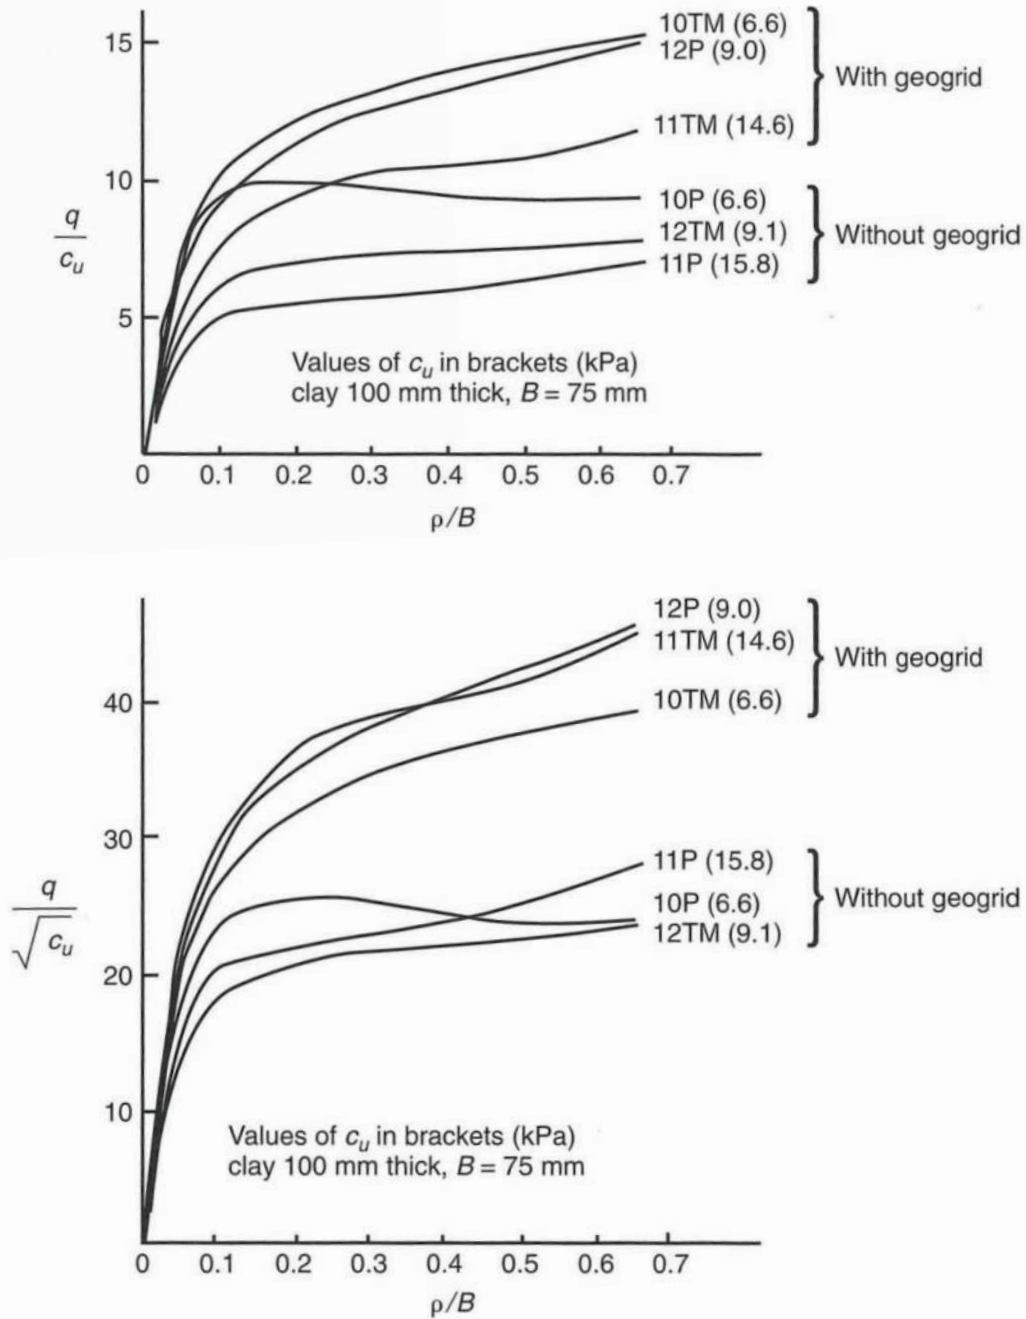 15
10
5
q
c_u
10TM (6.6)
12P (9.0)
11TM (14.6)
With geogrid
10P (6.6)
12TM (9.1)
11P (15.8)
Without geogrid
Values of c_u in brackets (kPa)
clay 100 mm thick, B = 75 mm
0 0.1 0.2 0.3 0.4 0.5 0.6 0.7
ρ/B
40
30
20
10
q
√c_u
12P (9.0)
11TM (14.6)
10TM (6.6)
With geogrid
11P (15.8)
10P (6.6)
12TM (9.1)
Without geogrid
Values of c_u in brackets (kPa)
clay 100 mm thick, B = 75 mm
0 0.1 0.2 0.3 0.4 0.5 0.6 0.7
ρ/B